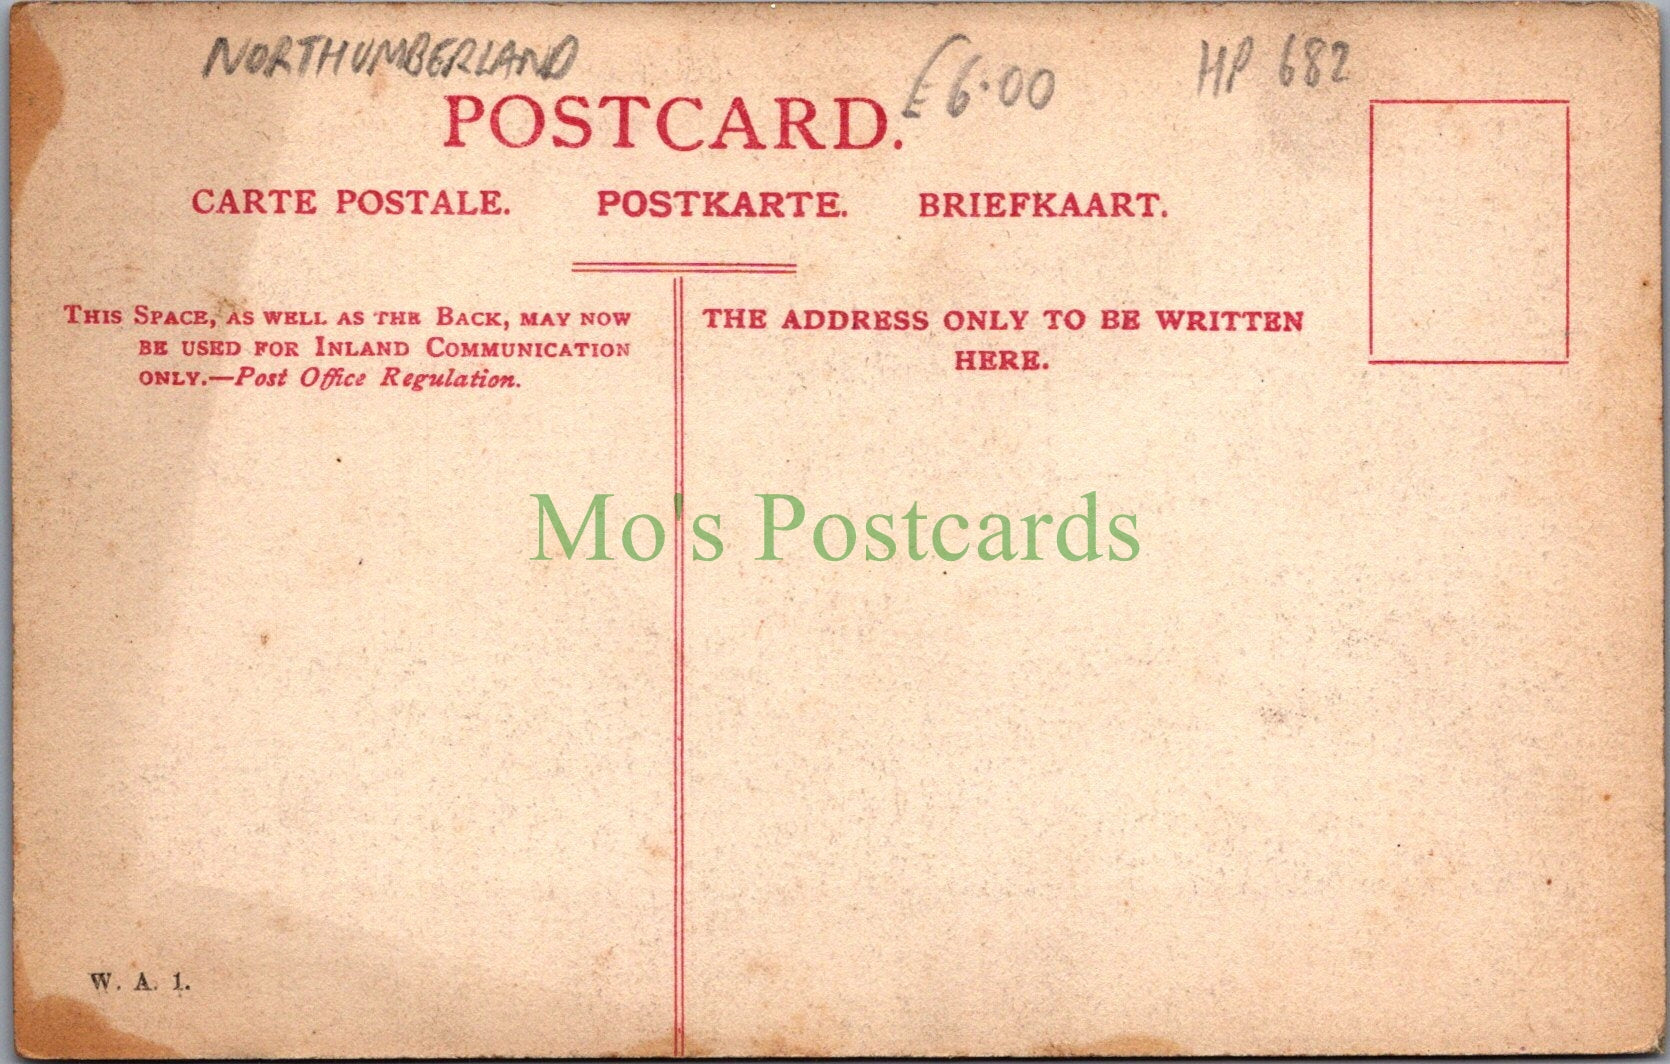 NORTHUMBERLAND
£6.00
HP 682
POSTCARD.
CARTE POSTALE. POSTKARTE. BRIEFKAART.
THIS SPACE, AS WELL AS THE BACK, MAY NOW
BE USED FOR INLAND COMMUNICATION
ONLY.—Post Office Regulation.
THE ADDRESS ONLY TO BE WRITTEN
HERE.
Mo's Postcards
W. A. 1.